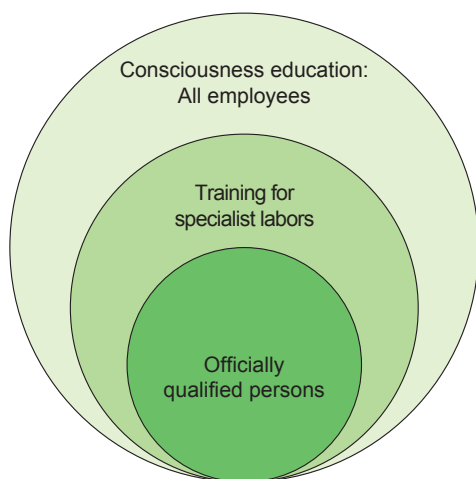 Consciousness education:
All employees
Training for
specialist labors
Officially
qualified persons